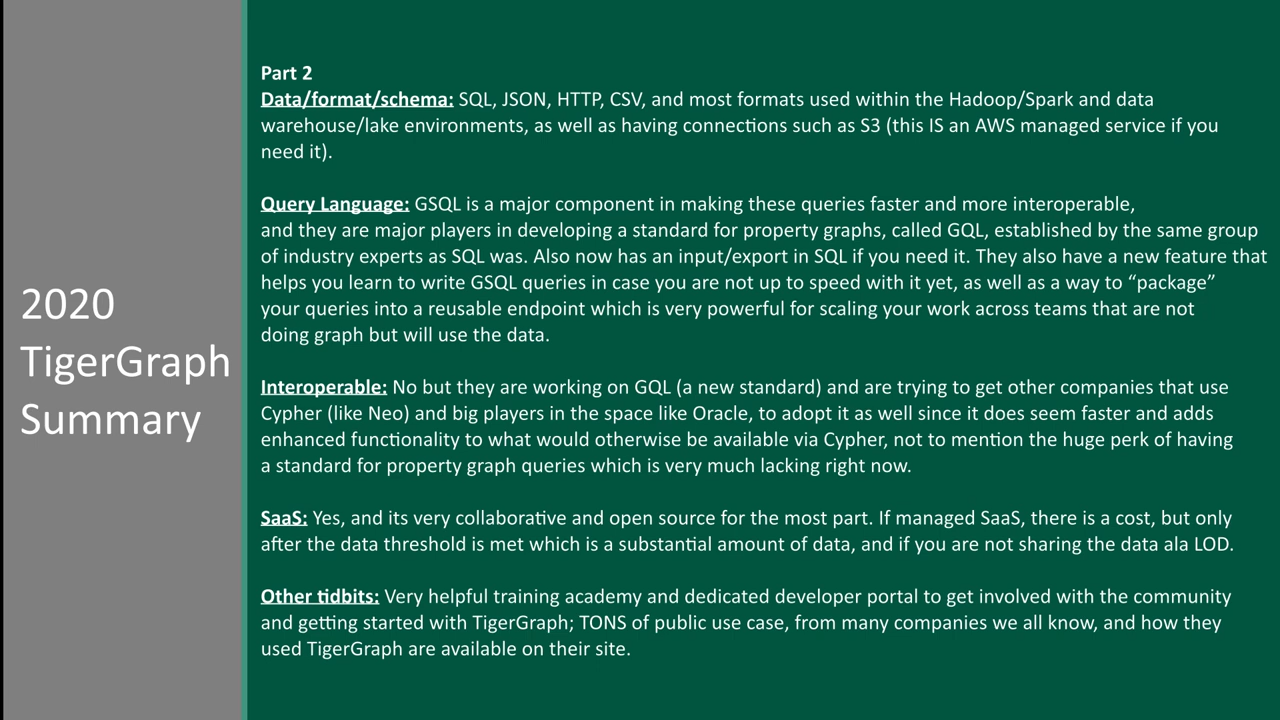 2020
TigerGraph
Summary
Part 2
Data/format/schema: SQL, JSON, HTTP, CSV, and most formats used within the Hadoop/Spark and data
warehouse/lake environments, as well as having connections such as S3 (this IS an AWS managed service if you
need it).
Query Language: GSQL is a major component in making these queries faster and more interoperable,
and they are major players in developing a standard for property graphs, called GQL, established by the same group
of industry experts as SQL was. Also now has an input/export in SQL if you need it. They also have a new feature that
helps you learn to write GSQL queries in case you are not up to speed with it yet, as well as a way to “package”
your queries into a reusable endpoint which is very powerful for scaling your work across teams that are not
doing graph but will use the data.
Interoperable: No but they are working on GQL (a new standard) and are trying to get other companies that use
Cypher (like Neo) and big players in the space like Oracle, to adopt it as well since it does seem faster and adds
enhanced functionality to what would otherwise be available via Cypher, not to mention the huge perk of having
a standard for property graph queries which is very much lacking right now.
SaaS: Yes, and its very collaborative and open source for the most part. If managed SaaS, there is a cost, but only
after the data threshold is met which is a substantial amount of data, and if you are not sharing the data ala LOD.
Other tidbits: Very helpful training academy and dedicated developer portal to get involved with the community
and getting started with TigerGraph; TONS of public use case, from many companies we all know, and how they
used TigerGraph are available on their site.